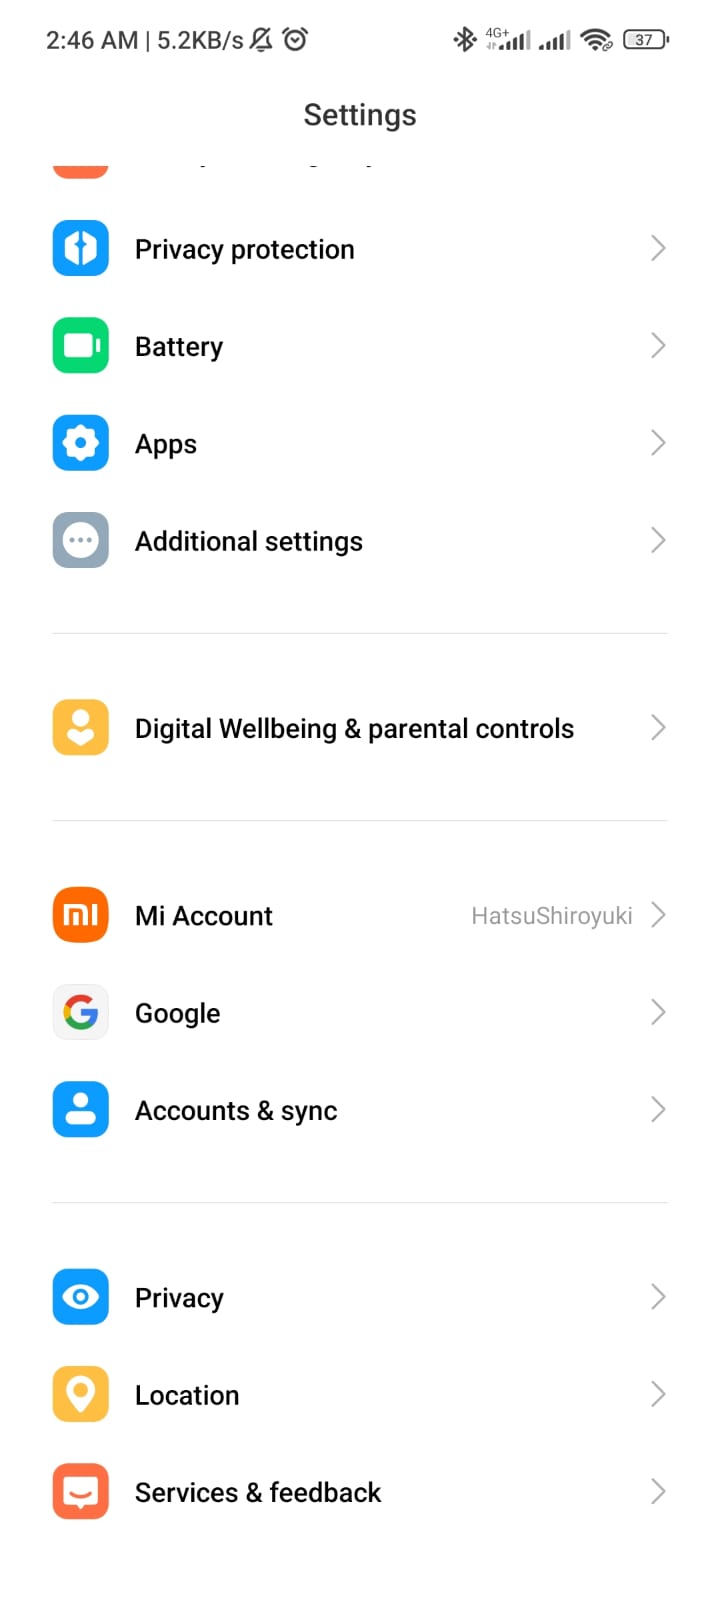 2:46 AM | 5.2KB/s 4G+ 37
Settings
Privacy protection
Battery
Apps
Additional settings
Digital Wellbeing & parental controls
Mi Account HatsuShiroyuki
Google
Accounts & sync
Privacy
Location
Services & feedback